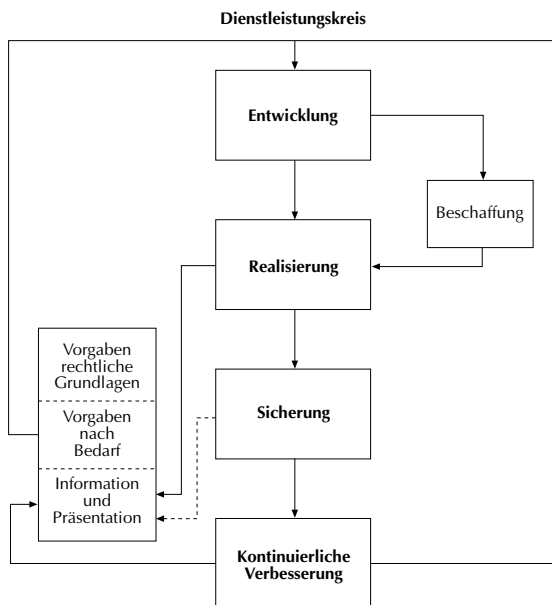 Dienstleistungskreis
Entwicklung
Beschaffung
Realisierung
Vorgaben
rechtliche
Grundlagen
Vorgaben
nach
Bedarf
Information
und
Präsentation
Sicherung
Kontinuierliche
Verbesserung